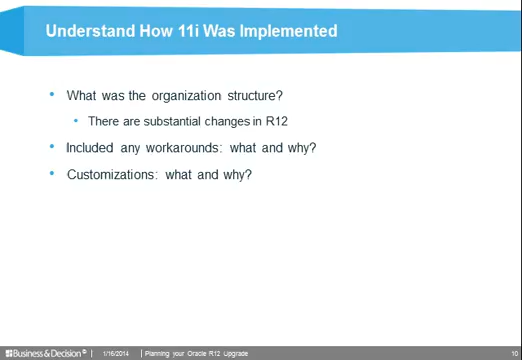 Understand How 11i Was Implemented
• What was the organization structure?
• There are substantial changes in R12
• Included any workarounds: what and why?
• Customizations: what and why?
Business & Decision | 1/16/2014 | Planning your Oracle R12 Upgrade 10